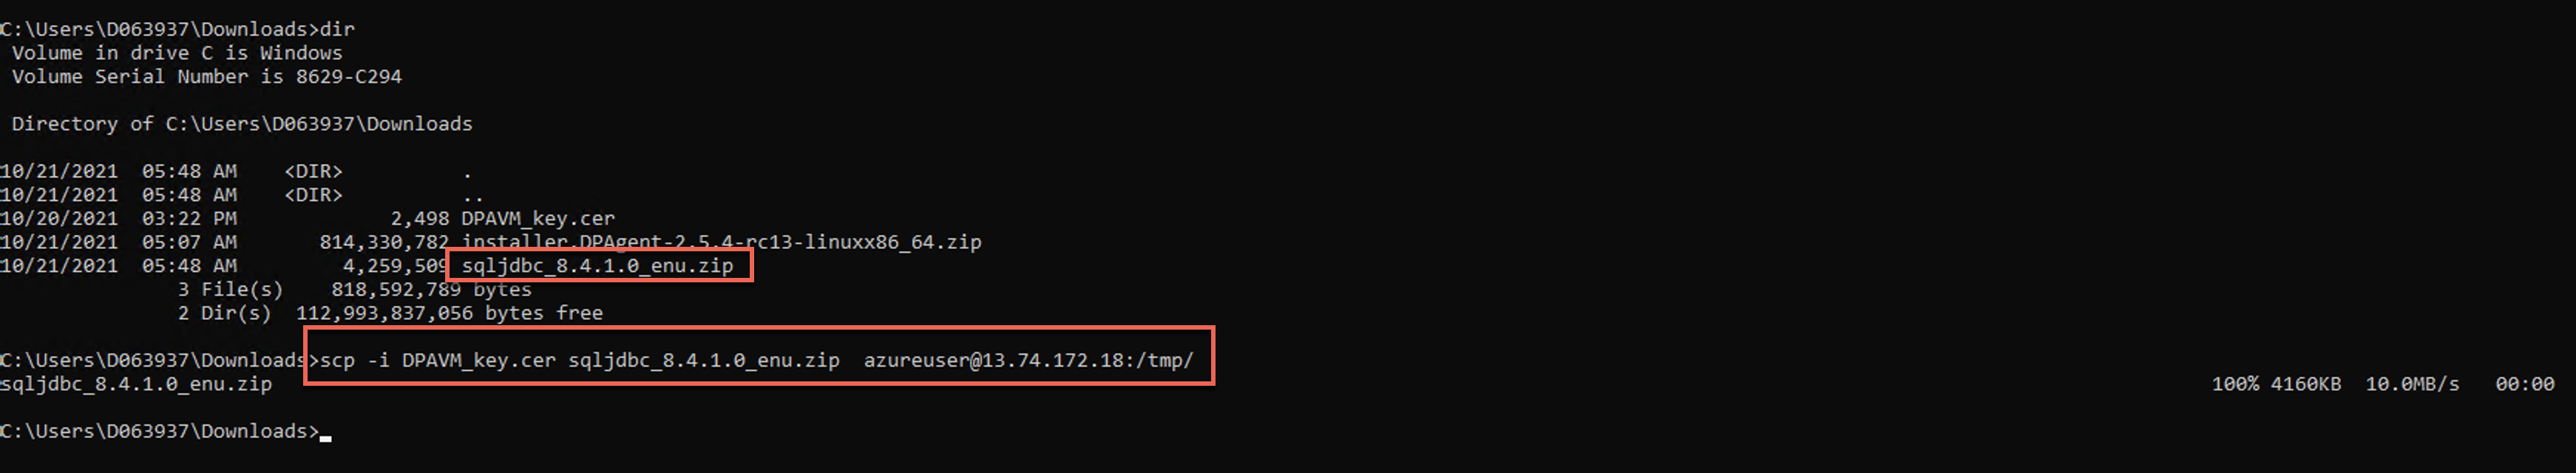 C:\Users\D063937\Downloads>dir
Volume in drive C is Windows
Volume Serial Number is 8629-C294
Directory of C:\Users\D063937\Downloads
10/21/2021  05:48 AM    <DIR>          .
10/21/2021  05:48 AM    <DIR>          ..
10/20/2021  03:22 PM             2,498 DPAVM_key.cer
10/21/2021  05:07 AM       814,330,782 installer.DPAgent-2.5.4-rc13-linuxx86_64.zip
10/21/2021  05:48 AM         4,259,509 sqljdbc_8.4.1.0_enu.zip
3 File(s)    818,592,789 bytes
2 Dir(s)  112,993,837,056 bytes free
C:\Users\D063937\Downloads>scp -i DPAVM_key.cer sqljdbc_8.4.1.0_enu.zip  azureuser@13.74.172.18:/tmp/
sqljdbc_8.4.1.0_enu.zip 100% 4160KB  10.0MB/s   00:00
C:\Users\D063937\Downloads>